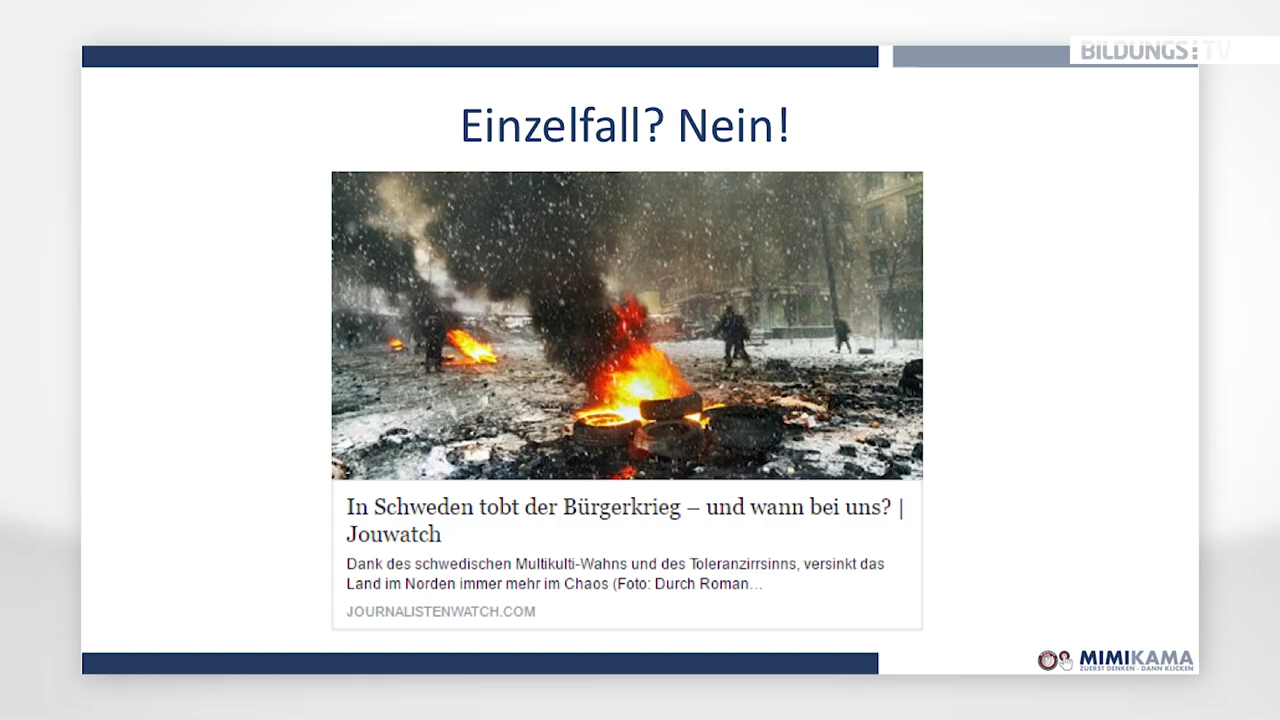 BILDUNGS:TV
Einzelfall? Nein!
In Schweden tobt der Bürgerkrieg – und wann bei uns? |
Jouwatch
Dank des schwedischen Multikulti-Wahns und des Toleranzirrsinns, versinkt das
Land im Norden immer mehr im Chaos (Foto: Durch Roman...
JOURNALISTENWATCH.COM
MIMIKAMA
ZUERST DENKEN - DANN KLICKEN